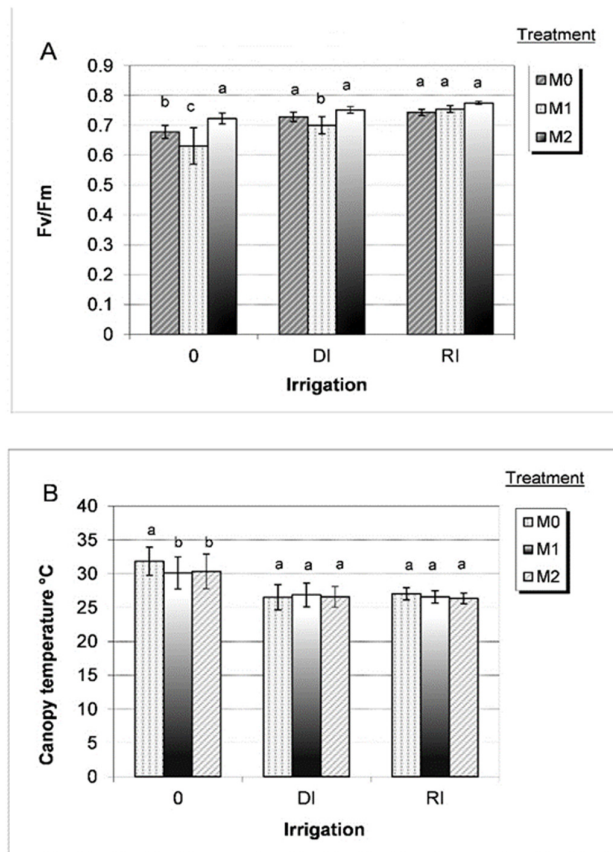 Treatment
A
M0
M1
M2
0.9
0.8
0.7
0.6
0.5
0.4
0.3
0.2
0.1
0
Fv/Fm
b c a a b a a a a
0 DI RI
Irrigation
Treatment
B
M0
M1
M2
40
35
30
25
20
15
10
5
0
Canopy temperature °C
a b b a a a a a a
0 DI RI
Irrigation